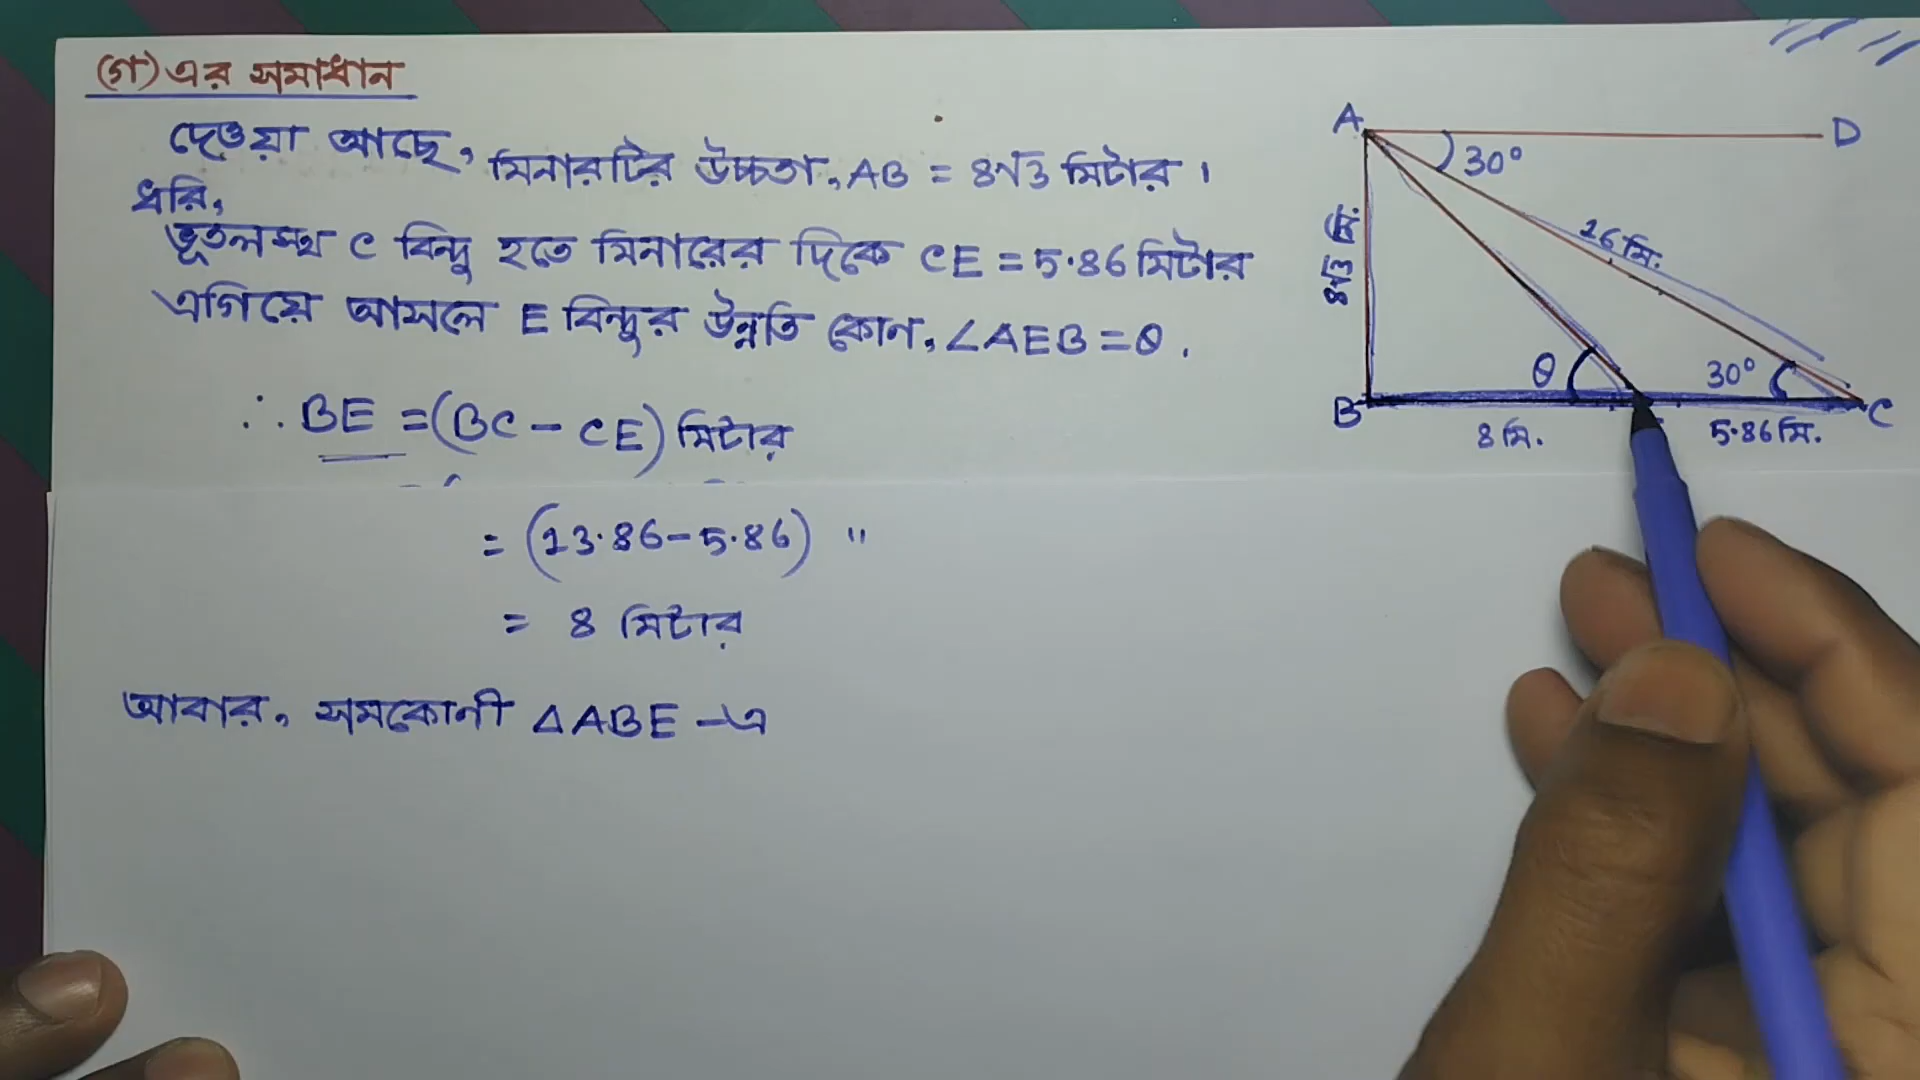 (গ) এর সমাধান
দেওয়া আছে, মিনারটির উচ্চতা, AB = 8√3 মিটার।
ধরি,
ভূতলস্থ C বিন্দু হতে মিনারের দিকে CE = 5.86 মিটার
এগিয়ে আসলে E বিন্দুর উন্নতি কোন, ∠AEB = θ.
∴ BE = (BC - CE) মিটার
= (13.86 - 5.86) "
= 8 মিটার
আবার, সমকোনী ΔABE -এ
A D
30°
16 মি.
8√3 মি.
θ 30°
B C
8 মি. 5.86 মি.